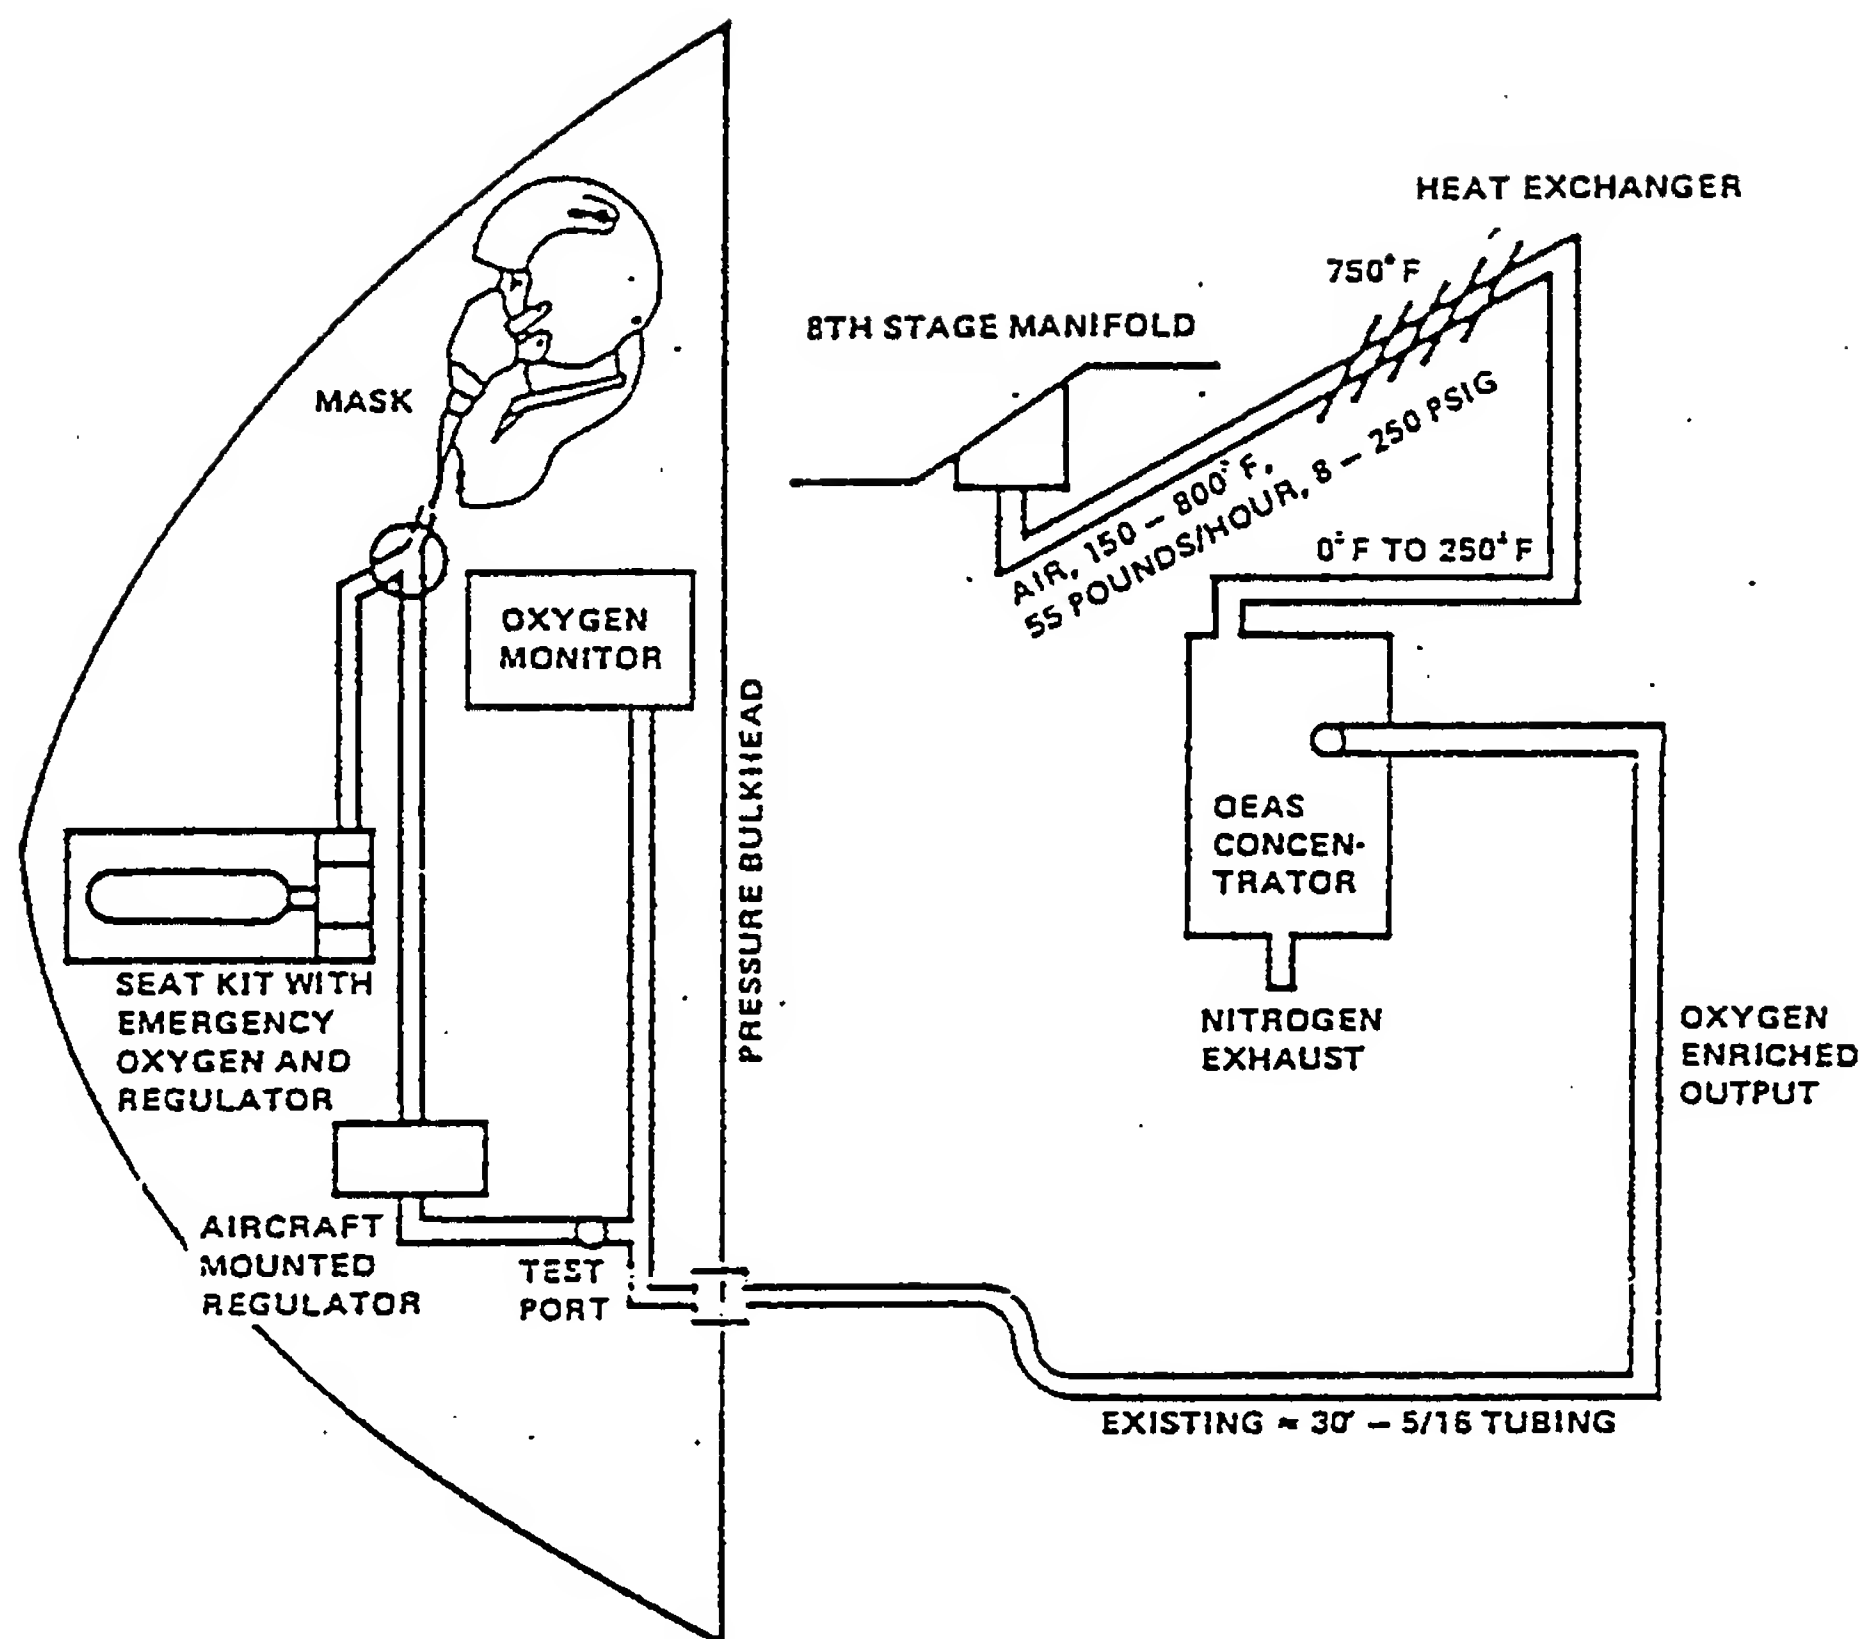 HEAT EXCHANGER
750° F
8TH STAGE MANIFOLD
MASK
AIR, 150 – 800° F,
55 POUNDS/HOUR, 8 – 250 PSIG
0° F TO 250° F
OXYGEN
MONITOR
PRESSURE BULKHEAD
OEAS
CONCEN-
TRATOR
SEAT KIT WITH
EMERGENCY
OXYGEN AND
REGULATOR
NITROGEN
EXHAUST
OXYGEN
ENRICHED
OUTPUT
AIRCRAFT
MOUNTED
REGULATOR
TEST
PORT
EXISTING ≈ 30' – 5/16 TUBING